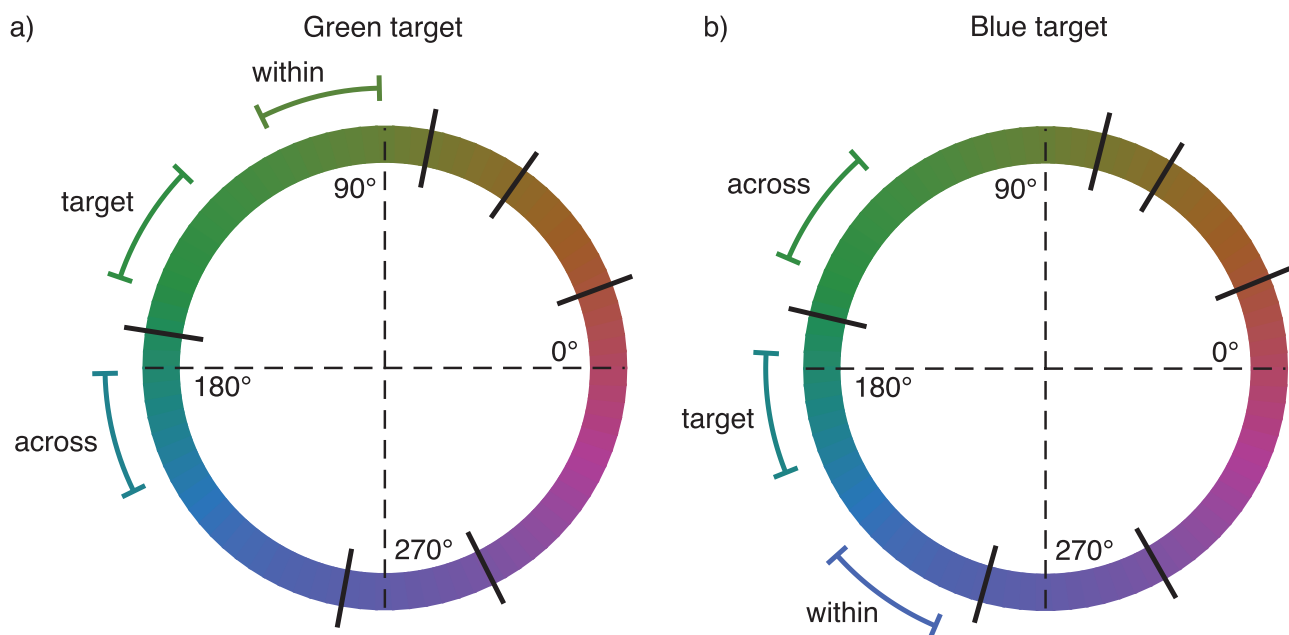 a)
Green target
within
target
across
90°
0°
180°
270°
b)
Blue target
across
target
within
90°
0°
180°
270°